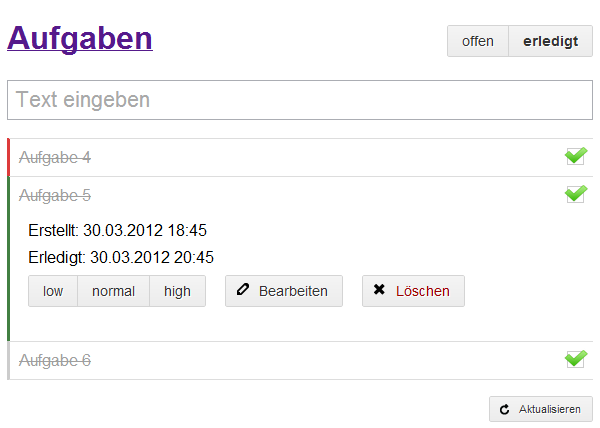 Aufgaben
offen erledigt
Text eingeben
Aufgabe 4
Aufgabe 5
Erstellt: 30.03.2012 18:45
Erledigt: 30.03.2012 20:45
low normal high Bearbeiten Löschen
Aufgabe 6
Aktualisieren